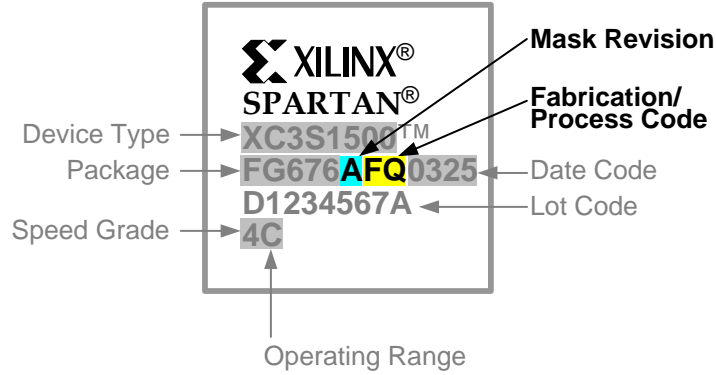 XILINX®
SPARTAN®
XC3S1500™
FG676AFQ0325
D1234567A
4C
Mask Revision
Fabrication/
Process Code
Device Type
Package
Date Code
Lot Code
Speed Grade
Operating Range